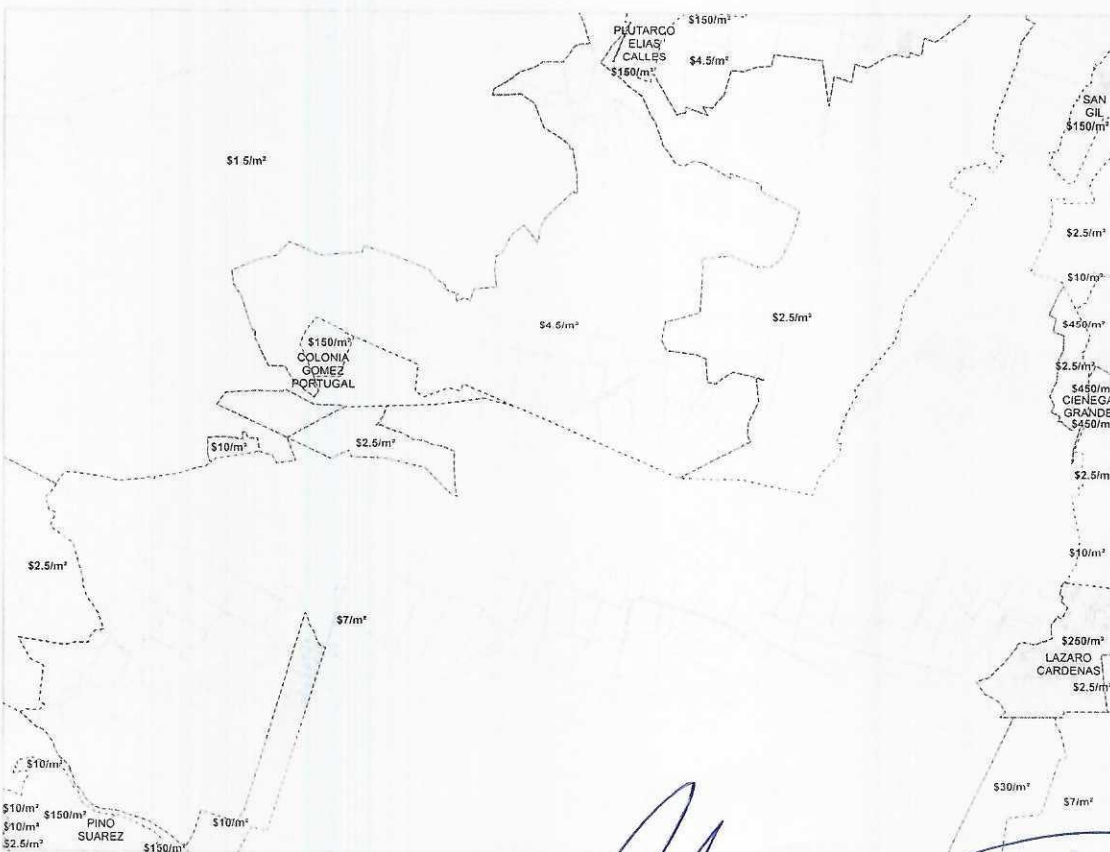 $150/m²
PLUTARCO
ELIAS
CALLES
$150/m²
$4.5/m²
SAN
GIL
$150/m²
$1.5/m²
$2.5/m²
$10/m²
$4.5/m²
$2.5/m²
$450/m²
$150/m²
COLONIA
GOMEZ
PORTUGAL
$2.5/m²
$450/m
CIENEGA
GRANDE
$450/m
$10/m²
$2.5/m²
$2.5/m
$10/m²
$2.5/m²
$7/m²
$250/m²
LAZARO
CARDENAS
$2.5/m²
$10/m²
$30/m²
$7/m²
$10/m²
$150/m²
$10/m²
$10/m²
PINO
SUAREZ
$2.5/m²
$150/m²